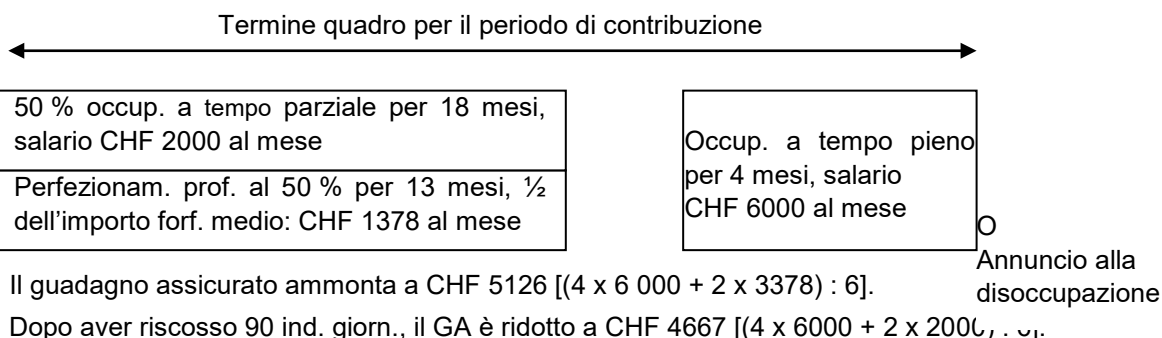 Termine quadro per il periodo di contribuzione
50 % occup. a tempo parziale per 18 mesi,
salario CHF 2000 al mese
Perfezionam. prof. al 50 % per 13 mesi, ½
dell'importo forf. medio: CHF 1378 al mese
Occup. a tempo pieno
per 4 mesi, salario
CHF 6000 al mese
O
Annuncio alla
disoccupazione
Il guadagno assicurato ammonta a CHF 5126 [(4 x 6 000 + 2 x 3378) : 6].
Dopo aver riscosso 90 ind. giorn., il GA è ridotto a CHF 4667 [(4 x 6000 + 2 x